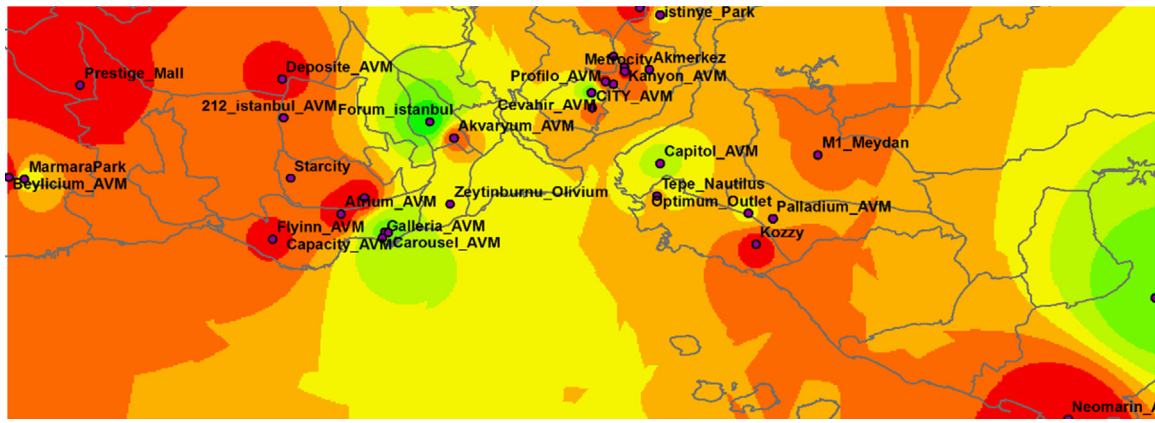 istinye_Park
Prestige_Mall
Deposite_AVM
Metrocity
Akmerkez
Profilo_AVM
Kanyon_AVM
212_istanbul_AVM
Forum_istanbul
Cevahir_AVM
CITY_AVM
Akvaryum_AVM
M1_Meydan
Capitol_AVM
MarmaraPark
Beylicium_AVM
Starcity
Zeytinburnu_Olivium
Tepe_Nautilus
Optimum_Outlet
Atrium_AVM
Palladium_AVM
Flyinn_AVM
Galleria_AVM
Kozzy
Capacity_AVM
Carousel_AVM
Neomarin_A